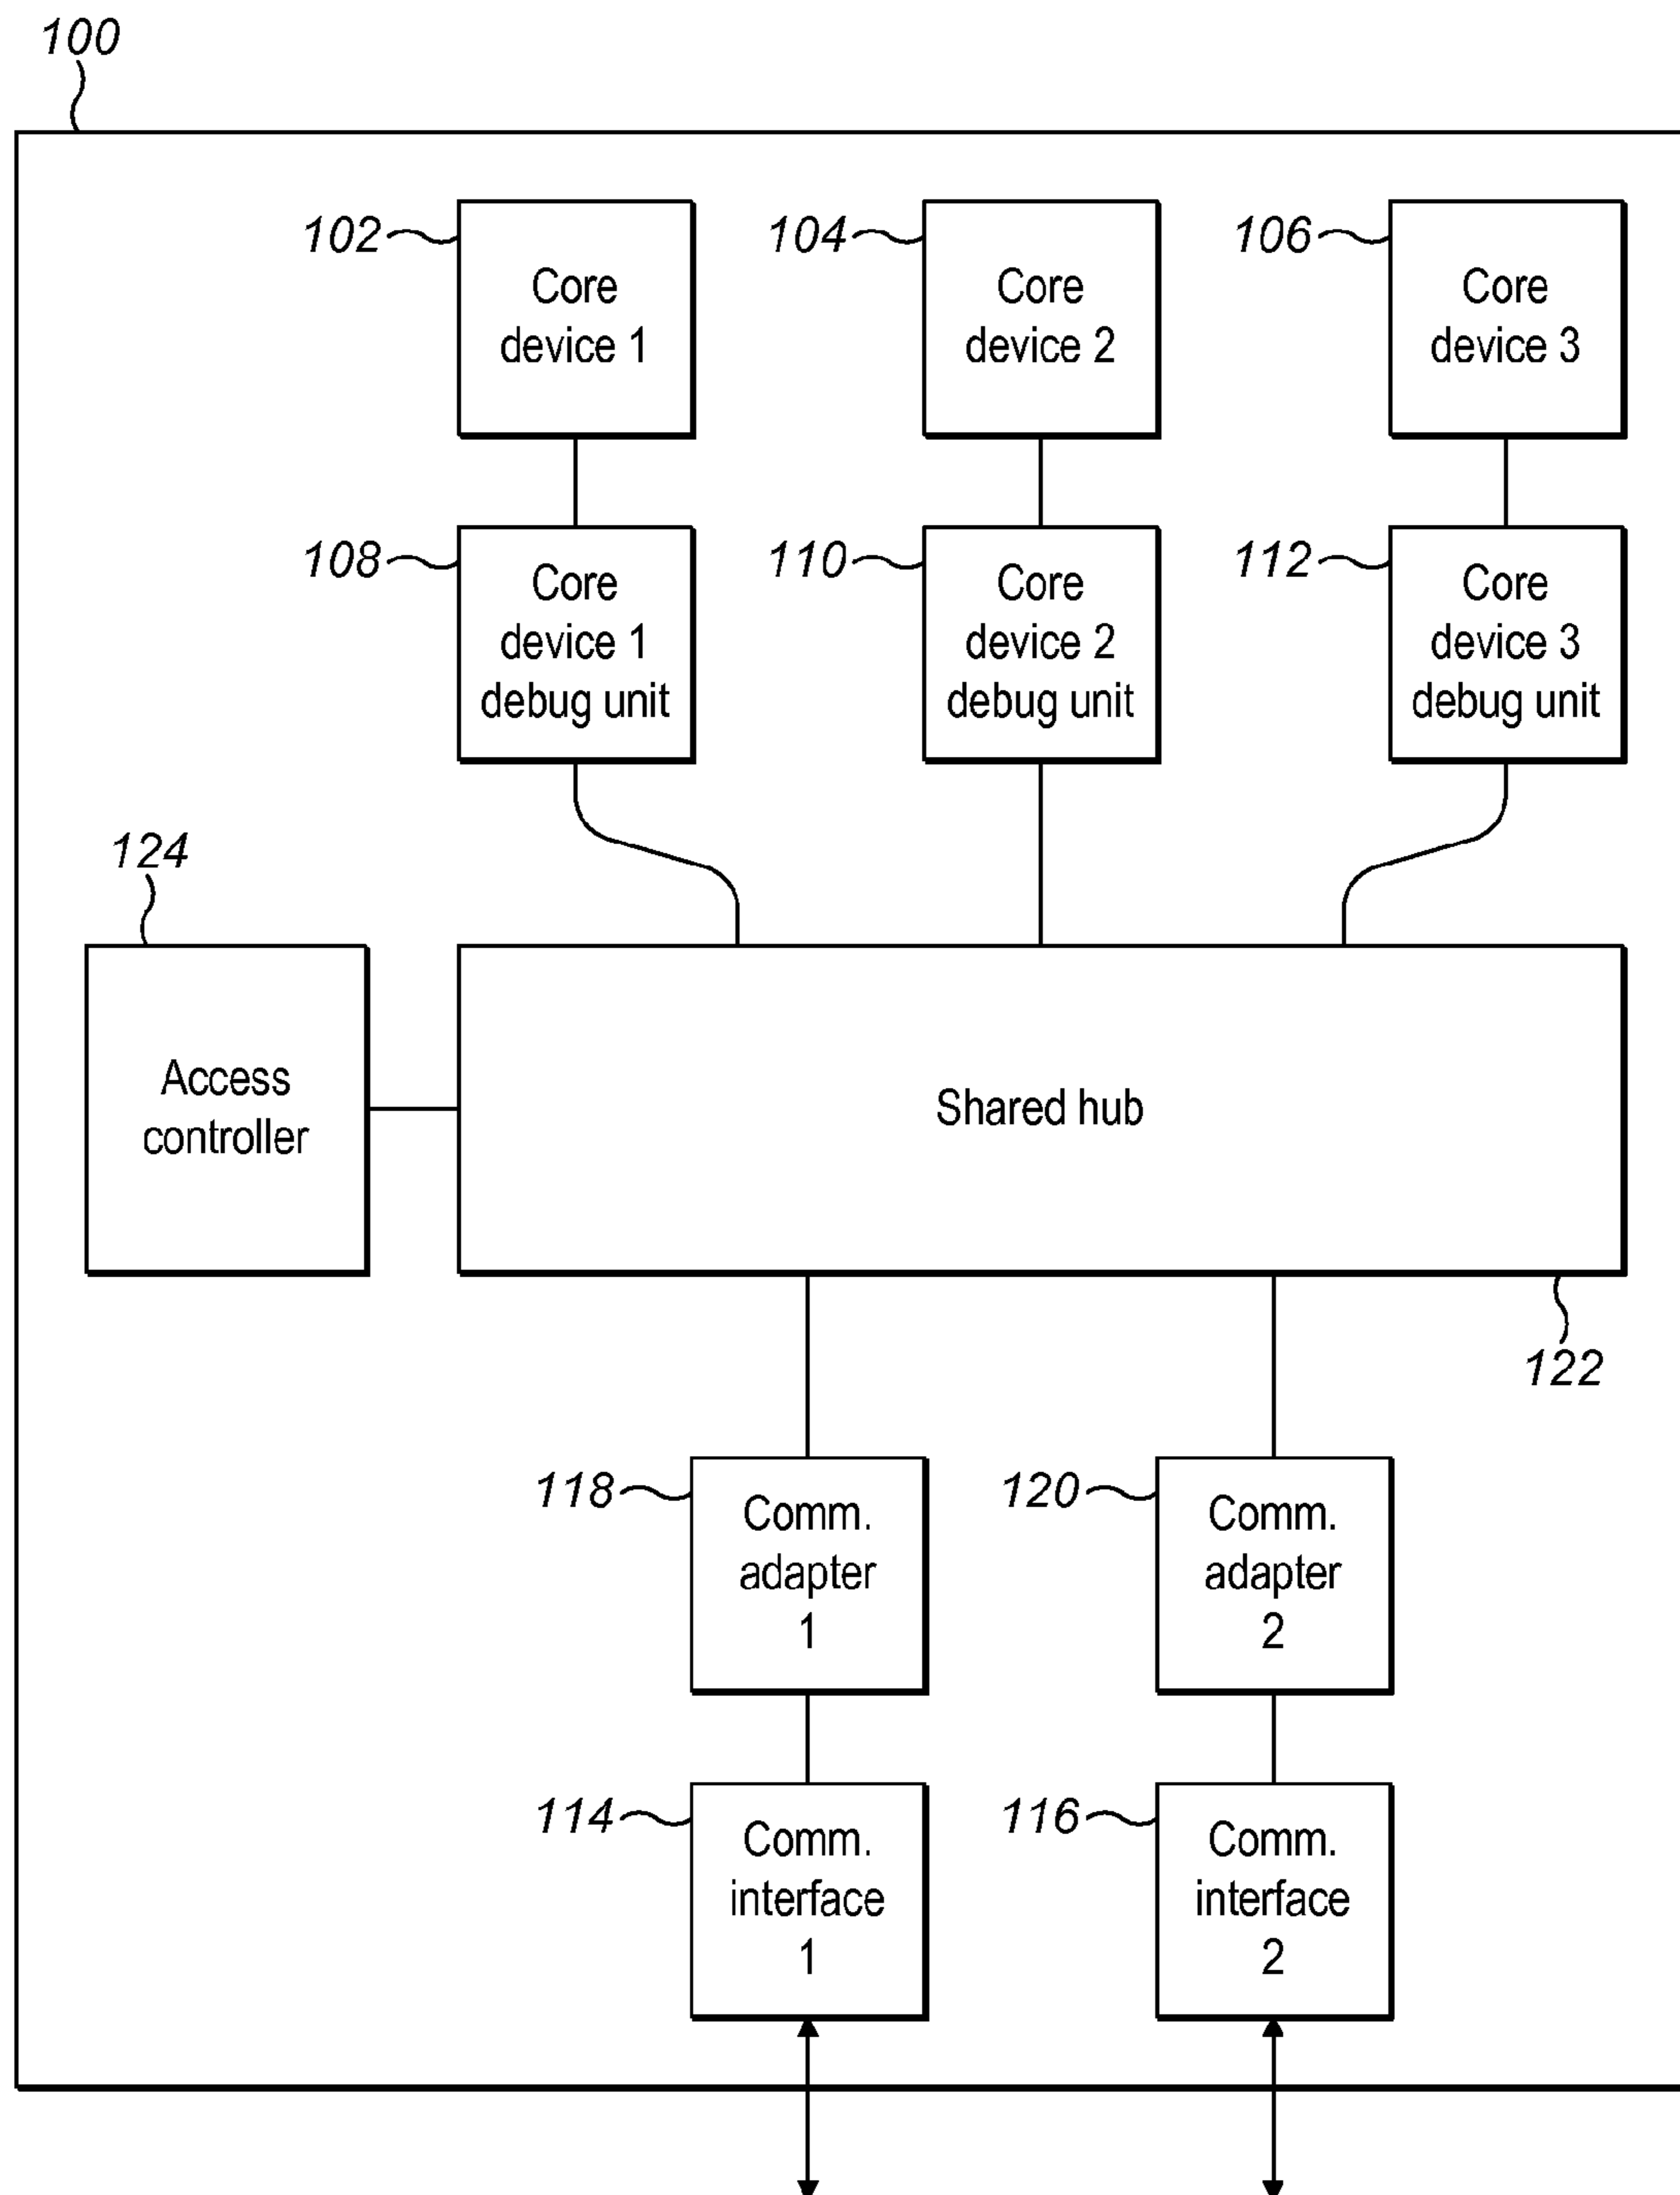 100
102
Core
device 1
104
Core
device 2
106
Core
device 3
108
Core
device 1
debug unit
110
Core
device 2
debug unit
112
Core
device 3
debug unit
124
Access
controller
Shared hub
122
118
Comm.
adapter
1
120
Comm.
adapter
2
114
Comm.
interface
1
116
Comm.
interface
2